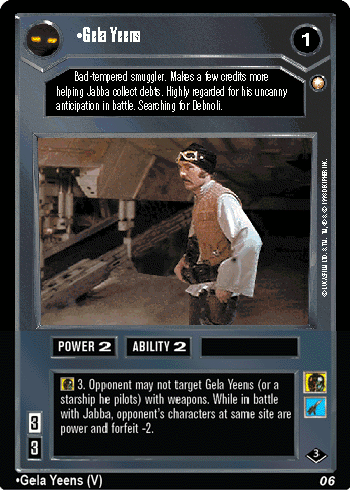 •Gela Yeens
1
Bad-tempered smuggler. Makes a few credits more
helping Jabba collect debts. Highly regarded for his uncanny
anticipation in battle. Searching for Debnoli.
POWER 2
ABILITY 2
3. Opponent may not target Gela Yeens (or a
starship he pilots) with weapons. While in battle
with Jabba, opponent's characters at same site are
power and forfeit -2.
3
3
3
•Gela Yeens (V)
06